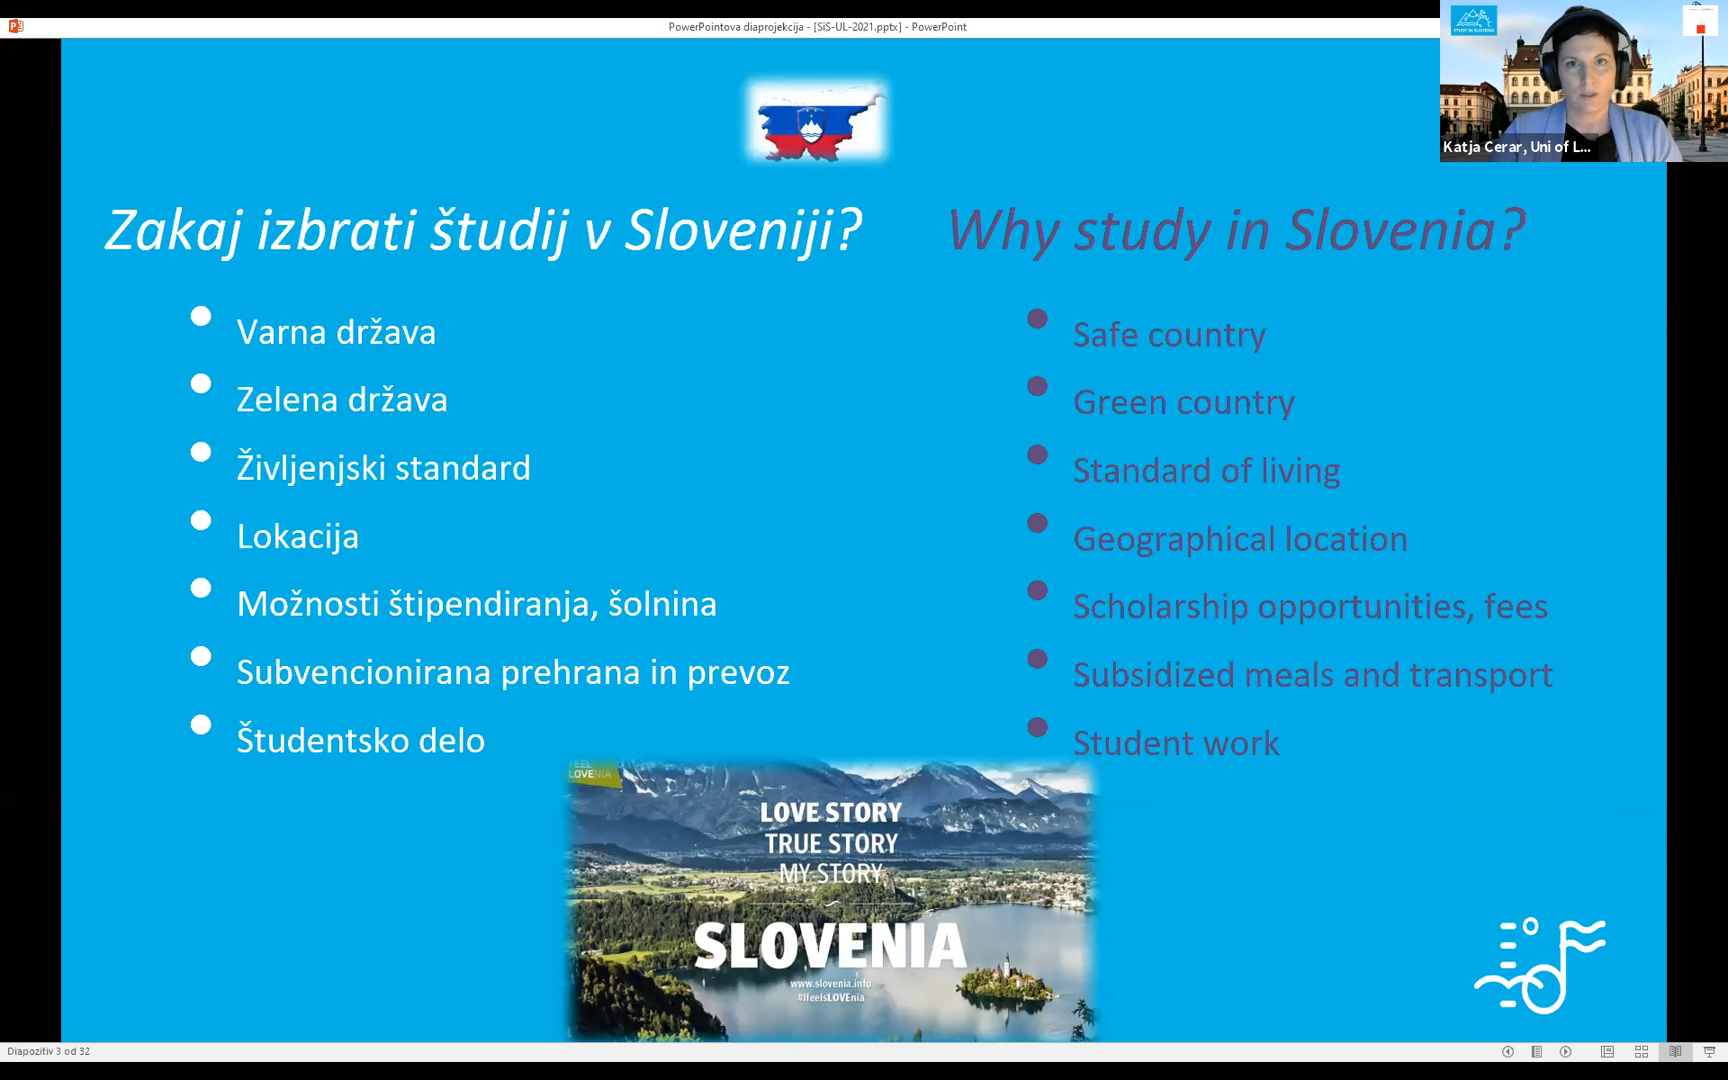 PowerPointova diaprojekcija - [SiS-UL-2021.pptx] - PowerPoint
STUDY IN SLOVENIA
Katja Cerar, Uni of L...
Zakaj izbrati študij v Sloveniji?
Varna država
Zelena država
Življenjski standard
Lokacija
Možnosti štipendiranja, šolnina
Subvencionirana prehrana in prevoz
Študentsko delo
Why study in Slovenia?
Safe country
Green country
Standard of living
Geographical location
Scholarship opportunities, fees
Subsidized meals and transport
Student work
FEEL
LOVENIA
LOVE STORY
TRUE STORY
MY STORY
SLOVENIA
www.slovenia.info
#IfeelsLOVEnia
Diapozitiv 3 od 32